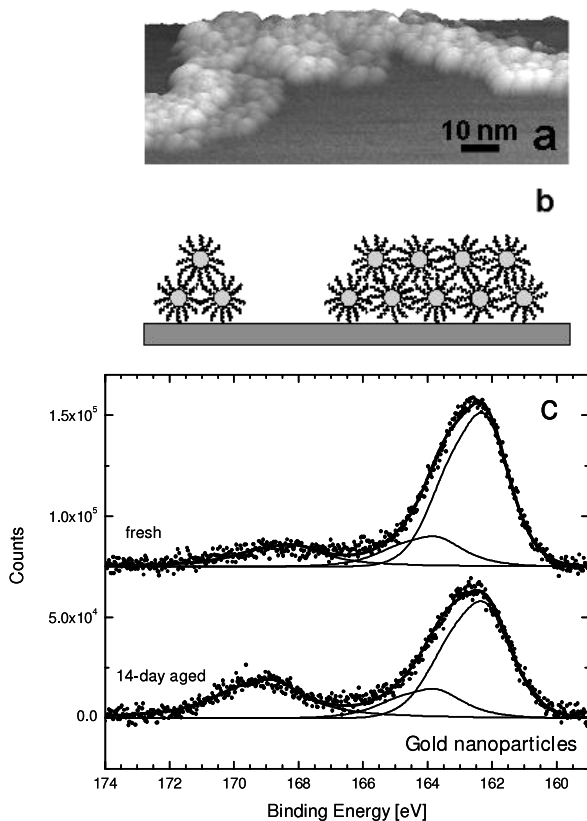 10 nm a
b
C
1.5x10⁵
fresh
1.0x10⁵
Counts
5.0x10⁴
14-day aged
0.0
Gold nanoparticles
174 172 170 168 166 164 162 160
Binding Energy [eV]